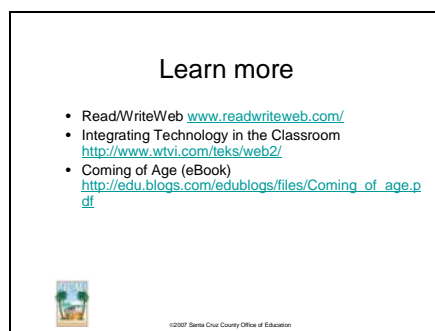 Learn more
• Read/WriteWeb www.readwriteweb.com/
• Integrating Technology in the Classroom
http://www.wtvi.com/teks/web2/
• Coming of Age (eBook)
http://edu.blogs.com/edublogs/files/Coming_of_age.p
df
©2007 Santa Cruz County Office of Education